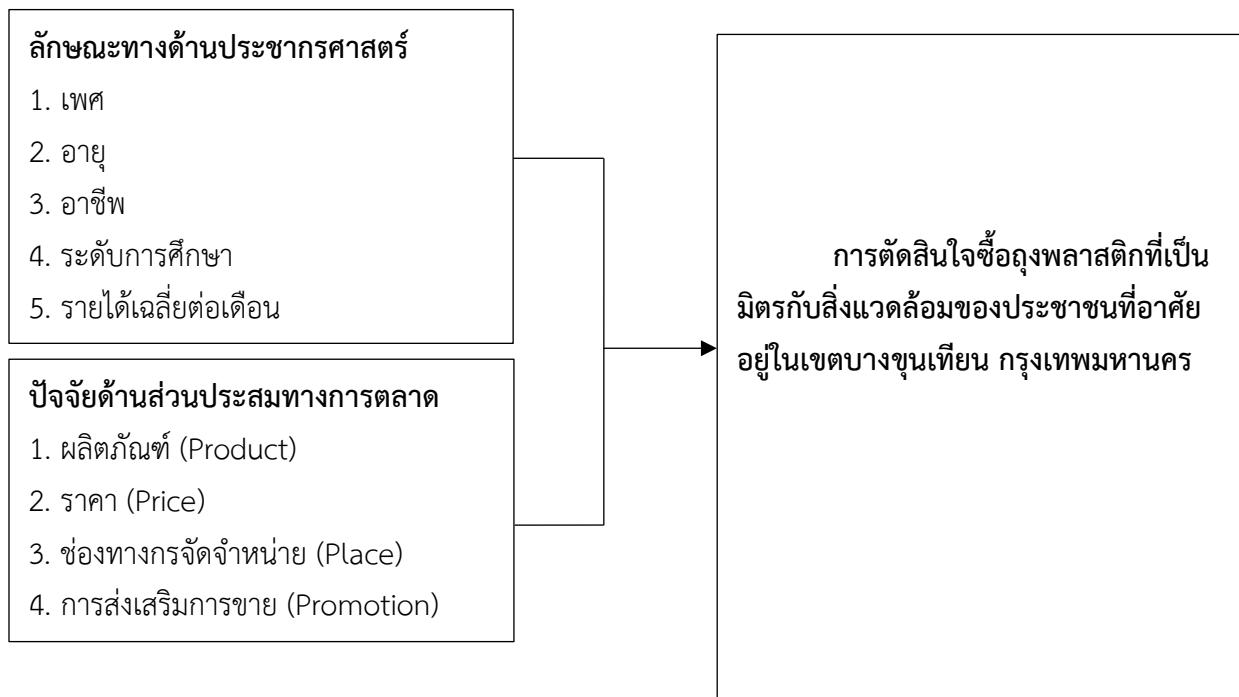 ลักษณะทางด้านประชากรศาสตร์
1. เพศ
2. อายุ
3. อาชีพ
4. ระดับการศึกษา
5. รายได้เฉลี่ยต่อเดือน
ปัจจัยด้านส่วนประสมทางการตลาด
1. ผลิตภัณฑ์ (Product)
2. ราคา (Price)
3. ช่องทางกรจัดจำหน่าย (Place)
4. การส่งเสริมการขาย (Promotion)
การตัดสินใจซื้อถุงพลาสติกที่เป็น
มิตรกับสิ่งแวดล้อมของประชาชนที่อาศัย
อยู่ในเขตบางขุนเทียน กรุงเทพมหานคร